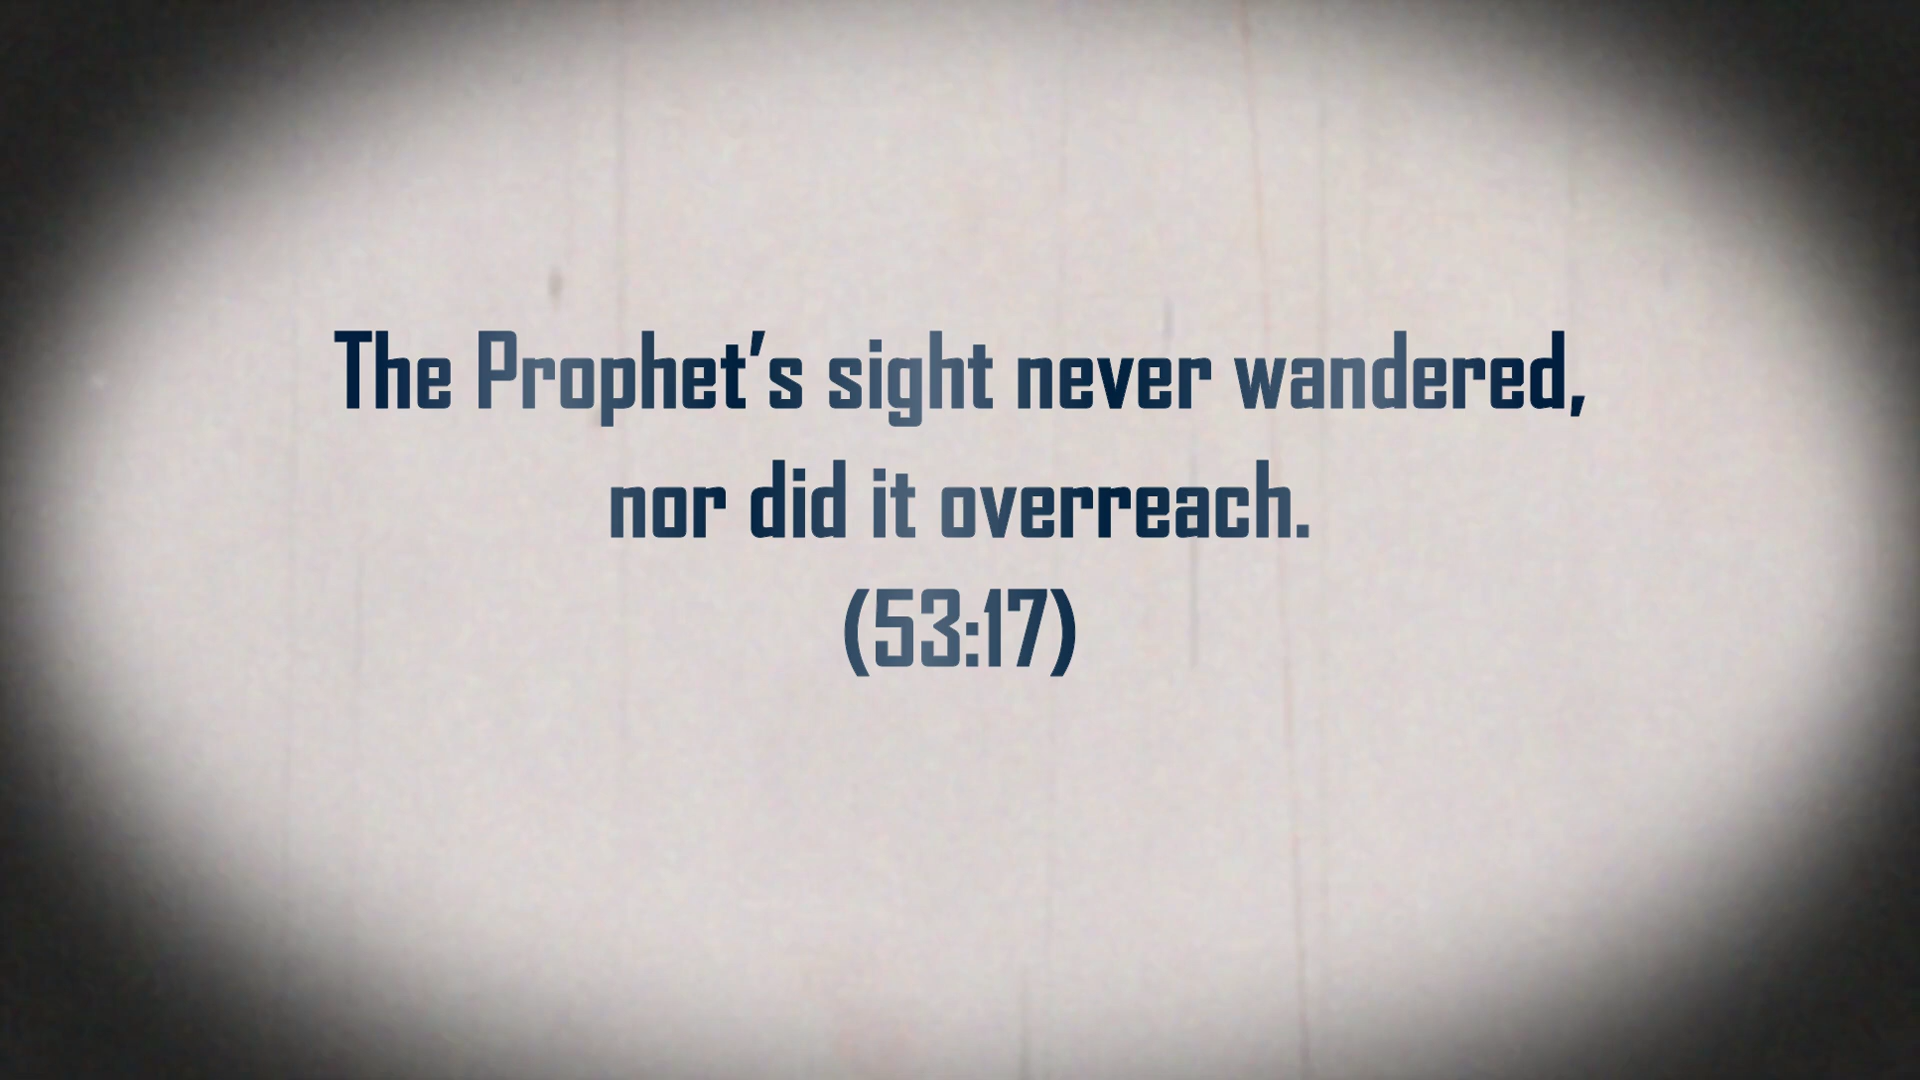 The Prophet’s sight never wandered,
nor did it overreach.
(53:17)